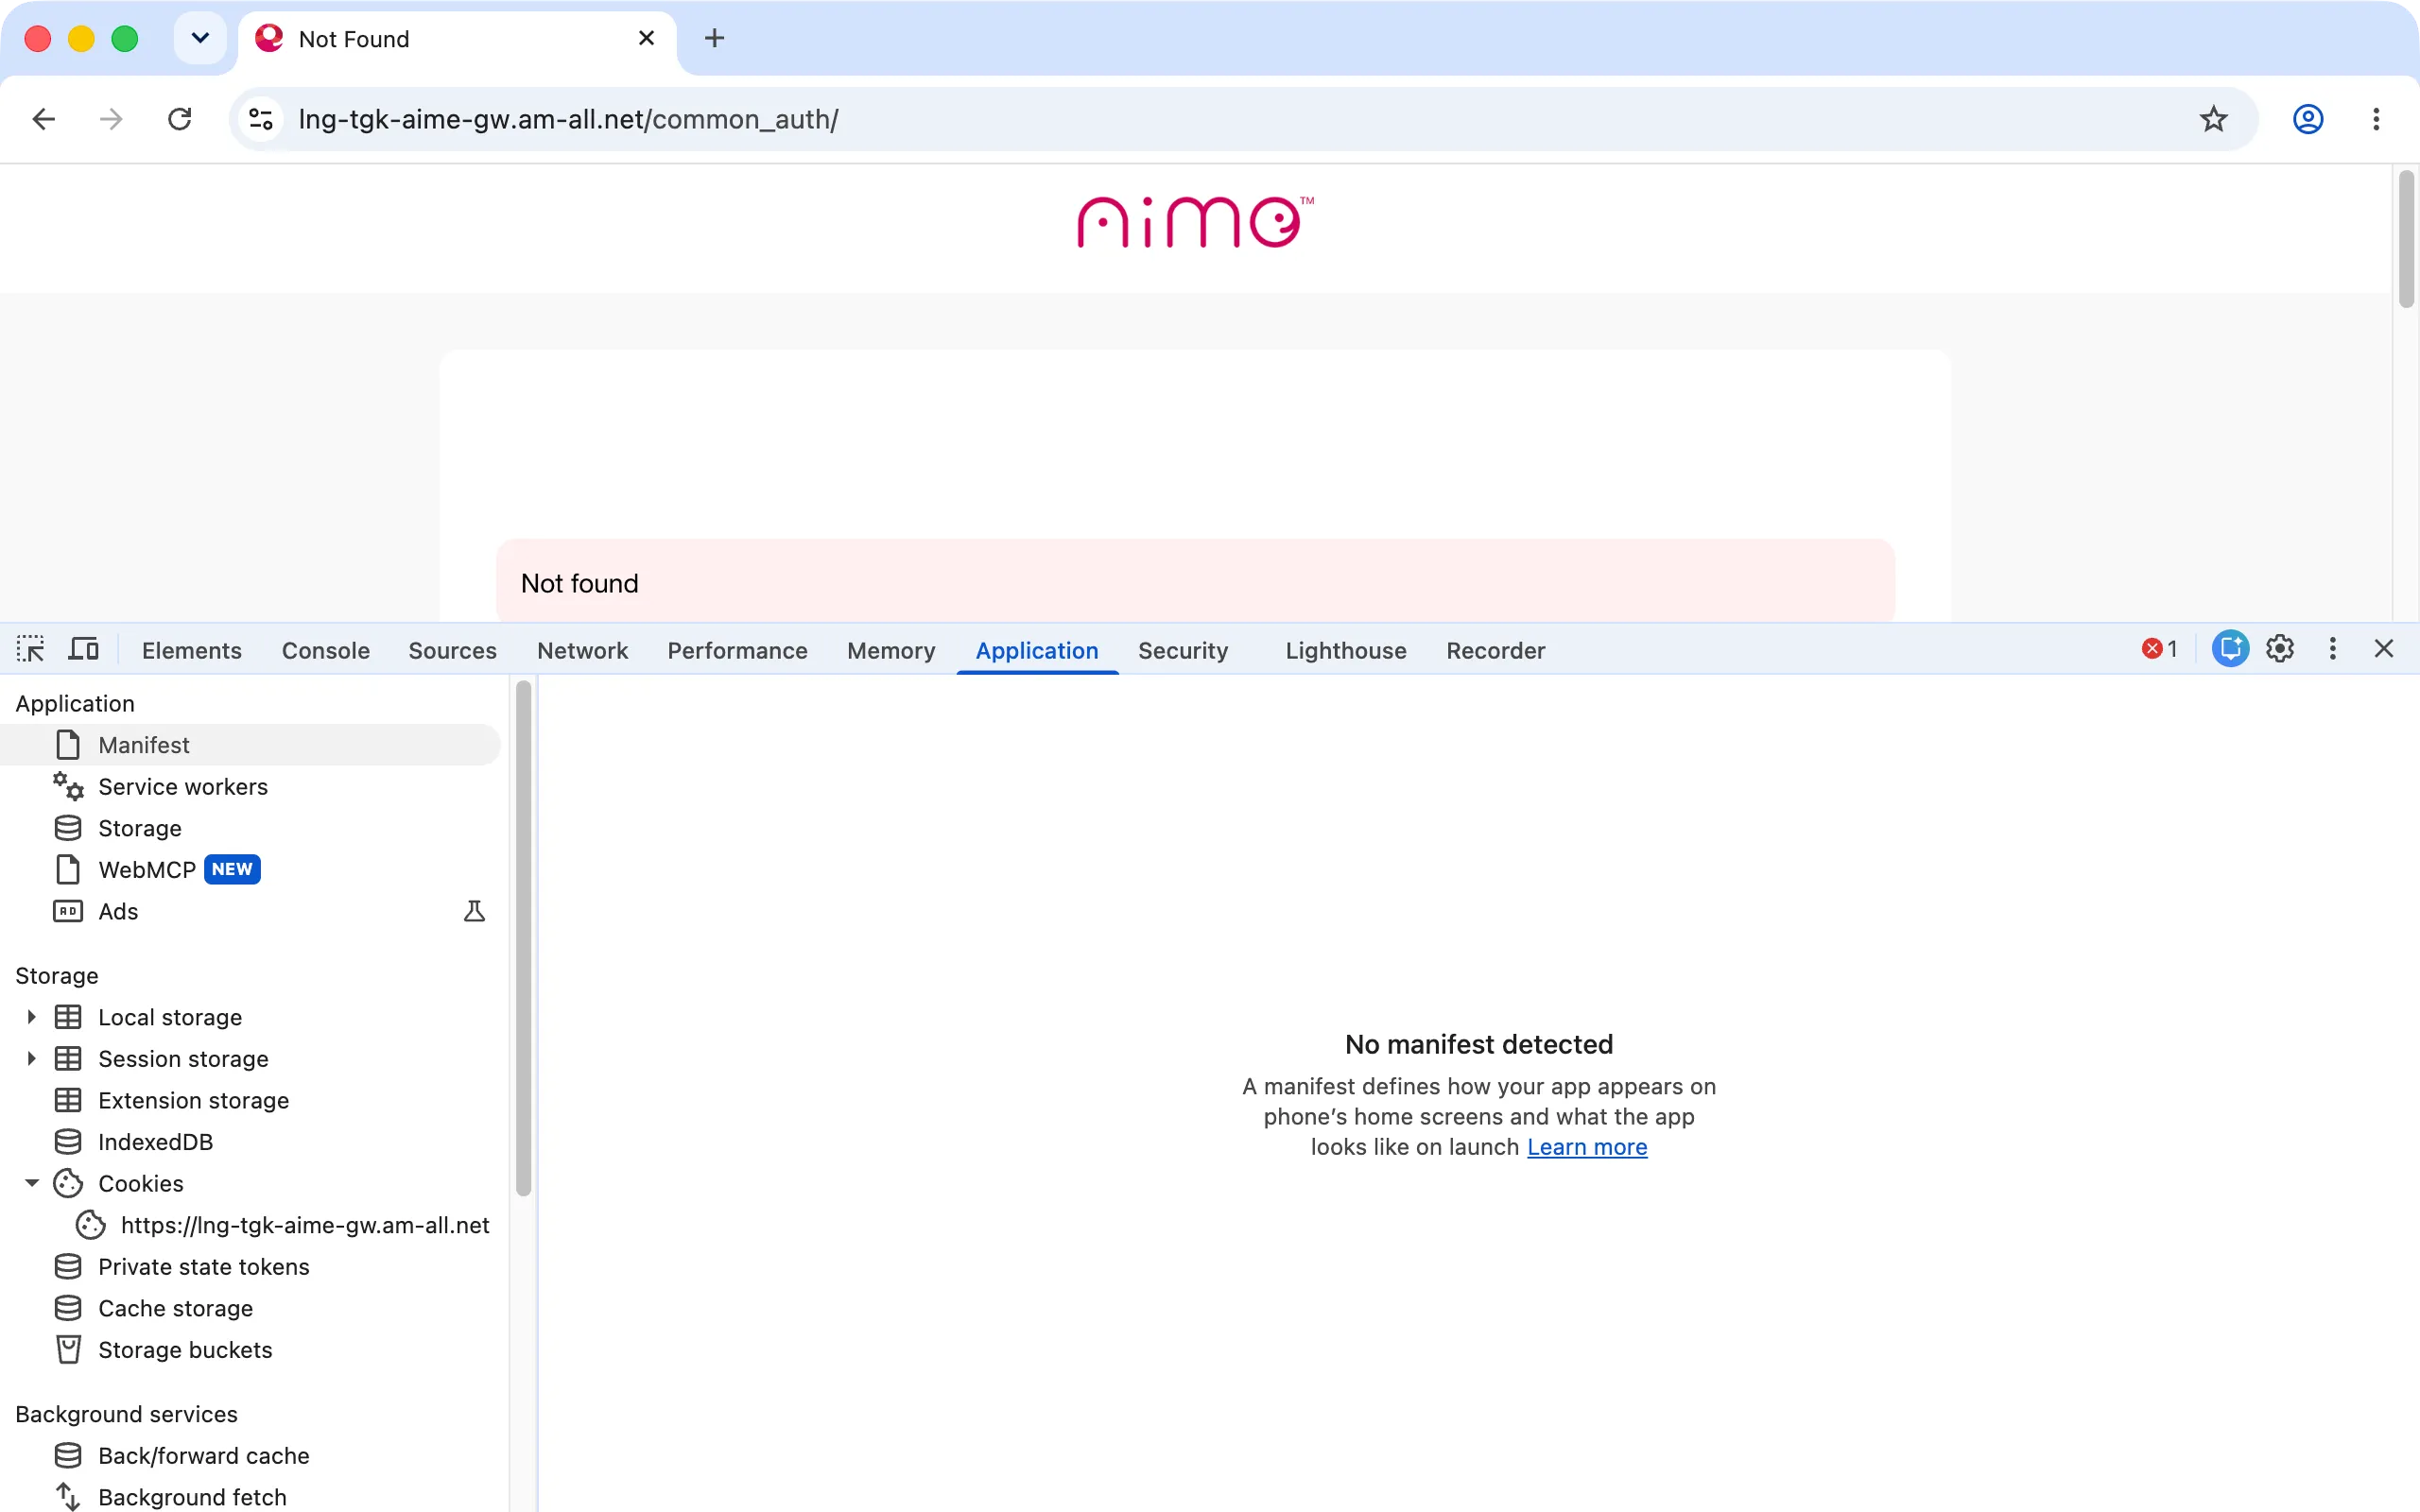 Not Found
lng-tgk-aime-gw.am-all.net/common_auth/
Aime™
Not found
Elements Console Sources Network Performance Memory Application Security Lighthouse Recorder 1
Application
Manifest
Service workers
Storage
WebMCP NEW
AD Ads
Storage
Local storage
Session storage
Extension storage
IndexedDB
Cookies
https://lng-tgk-aime-gw.am-all.net
Private state tokens
Cache storage
Storage buckets
Background services
Back/forward cache
Background fetch
No manifest detected
A manifest defines how your app appears on
phone’s home screens and what the app
looks like on launch Learn more